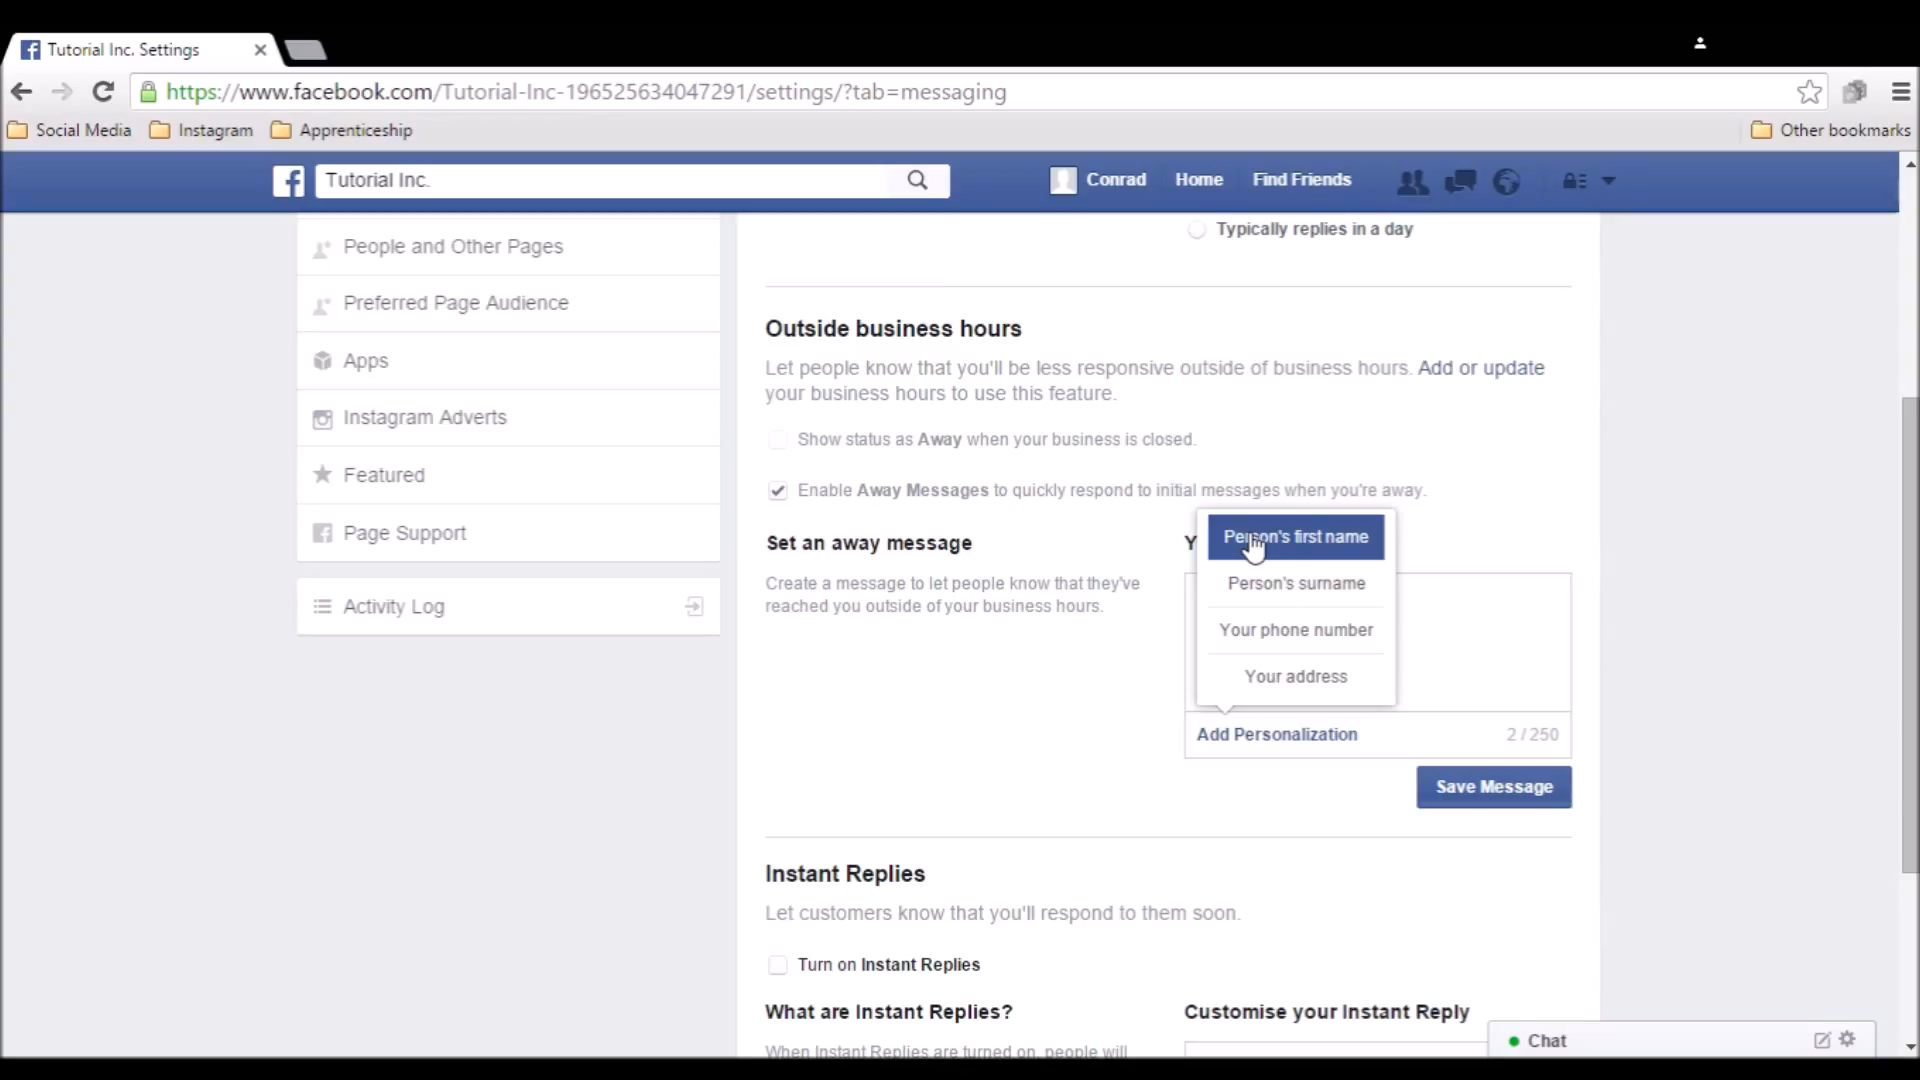 Tutorial Inc. Settings
https://www.facebook.com/Tutorial-Inc-196525634047291/settings/?tab=messaging
Social Media Instagram Apprenticeship Other bookmarks
Tutorial Inc. Conrad Home Find Friends
People and Other Pages
Preferred Page Audience
Apps
Instagram Adverts
Featured
Page Support
Activity Log
Typically replies in a day
Outside business hours
Let people know that you'll be less responsive outside of business hours. Add or update
your business hours to use this feature.
Show status as Away when your business is closed.
Enable Away Messages to quickly respond to initial messages when you're away.
Set an away message
Create a message to let people know that they've
reached you outside of your business hours.
Y
Person's first name
Person's surname
Your phone number
Your address
Add Personalization 2 / 250
Save Message
Instant Replies
Let customers know that you'll respond to them soon.
Turn on Instant Replies
What are Instant Replies? Customise your Instant Reply
When Instant Replies are turned on, people will
Chat